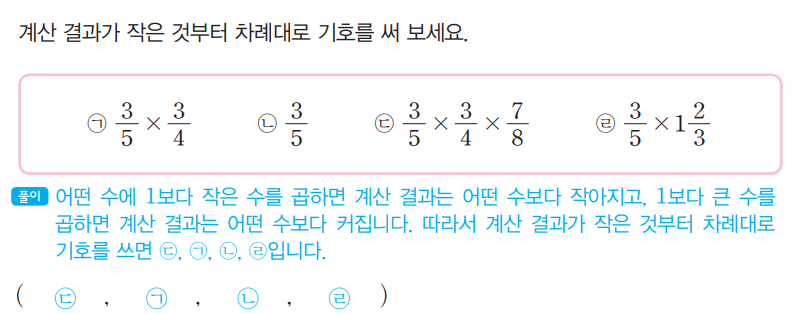 계산 결과가 작은 것부터 차례대로 기호를 써 보세요.
㉠ 3/5 × 3/4 ㉡ 3/5 ㉢ 3/5 × 3/4 × 7/8 ㉣ 3/5 × 1 2/3
풀이 어떤 수에 1보다 작은 수를 곱하면 계산 결과는 어떤 수보다 작아지고, 1보다 큰 수를
곱하면 계산 결과는 어떤 수보다 커집니다. 따라서 계산 결과가 작은 것부터 차례대로
기호를 쓰면 ㉢, ㉠, ㉡, ㉣입니다.
( ㉢ , ㉠ , ㉡ , ㉣ )